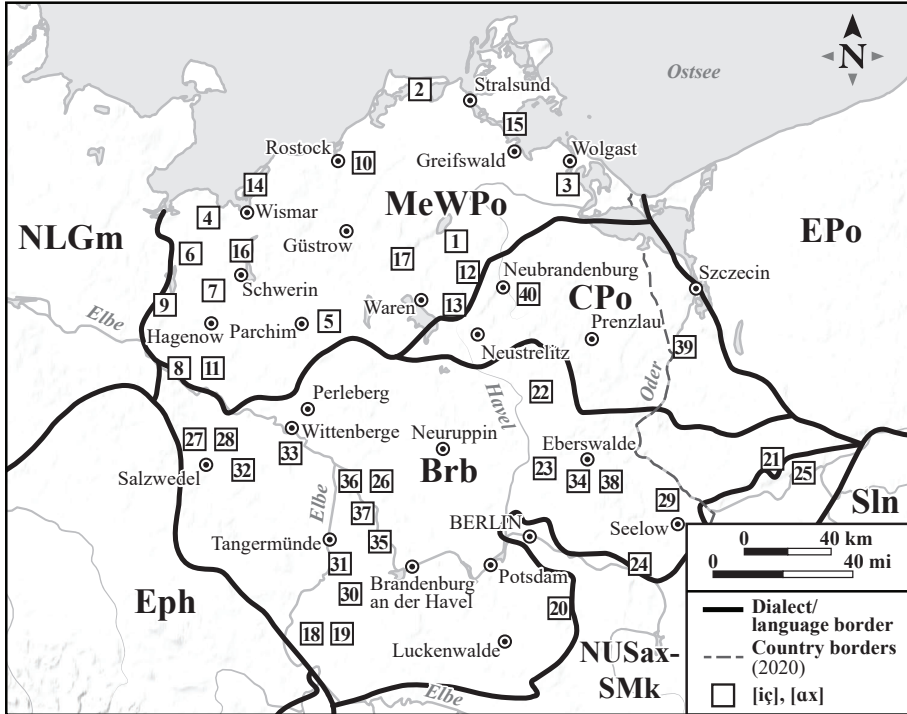 N
Ostsee
2
Stralsund
15
Rostock
10
Greifswald
Wolgast
14
3
4
Wismar
MeWPo
NLGm
EPo
Güstrow
1
6
16
17
12
Neubrandenburg
Szczecin
7
Schwerin
40
CPo
9
Waren
13
Elbe
Hagenow
Parchim
5
Prenzlau
Neustrelitz
39
Oder
8
11
Havel
22
Perleberg
27
28
Wittenberge
Neuruppin
Eberswalde
33
Salzwedel
32
Brb
23
21
25
36
26
34
38
Elbe
29
Sln
37
Seelow
BERLIN
Tangermünde
35
0 40 km
0 40 mi
31
Brandenburg
an der Havel
Potsdam
24
Eph
30
20
Dialect/
language border
18
19
Luckenwalde
NUSax-
SMk
Country borders
(2020)
Elbe
[iç], [ɑx]